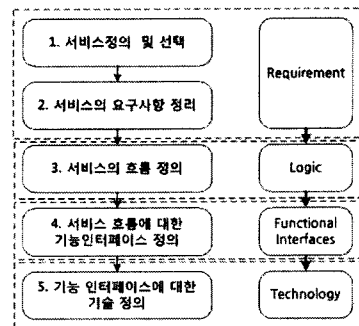 1. 서비스정의 및 선택
2. 서비스의 요구사항 정리
Requirement
3. 서비스의 흐름 정의
Logic
4. 서비스 흐름에 대한
기능인터페이스 정의
Functional
Interfaces
5. 기능 인터페이스에 대한
기술 정의
Technology